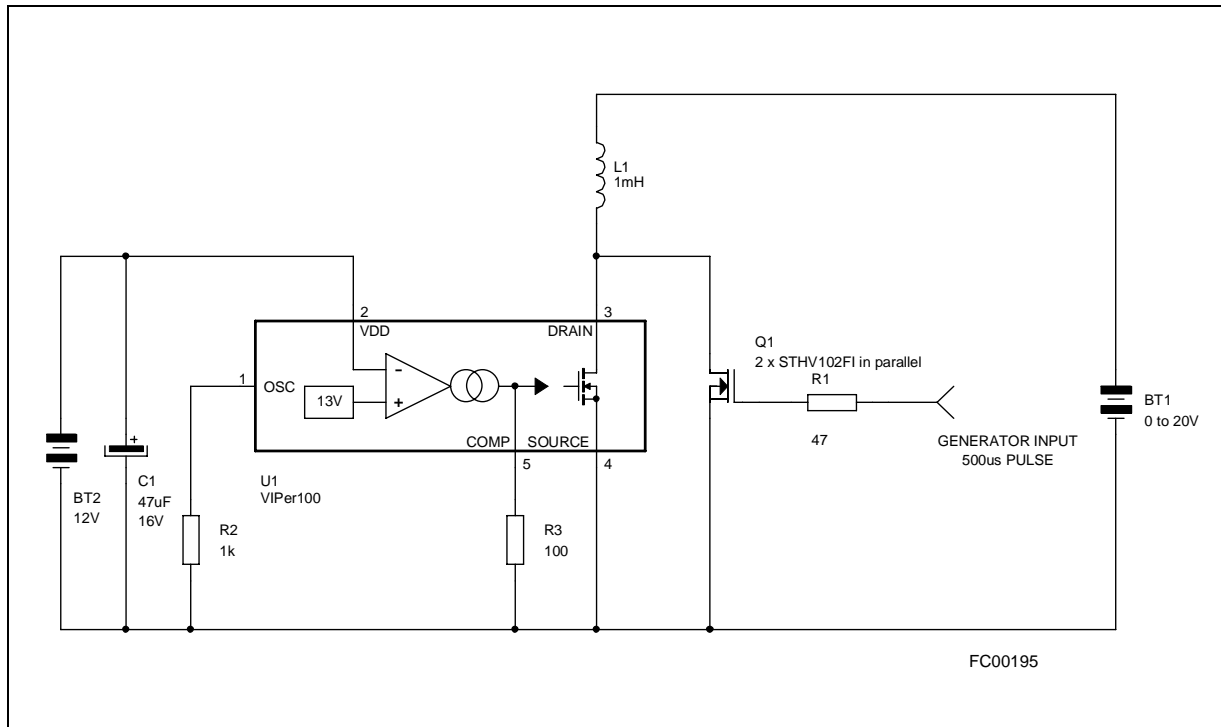 L1
1mH
2
3
VDD
DRAIN
Q1
2 x STHV102FI in parallel
1
OSC
-
R1
13V
+
BT1
0 to 20V
+
COMP
SOURCE
47
GENERATOR INPUT
500us PULSE
5
4
U1
VIPer100
C1
47uF
16V
BT2
12V
R2
1k
R3
100
FC00195